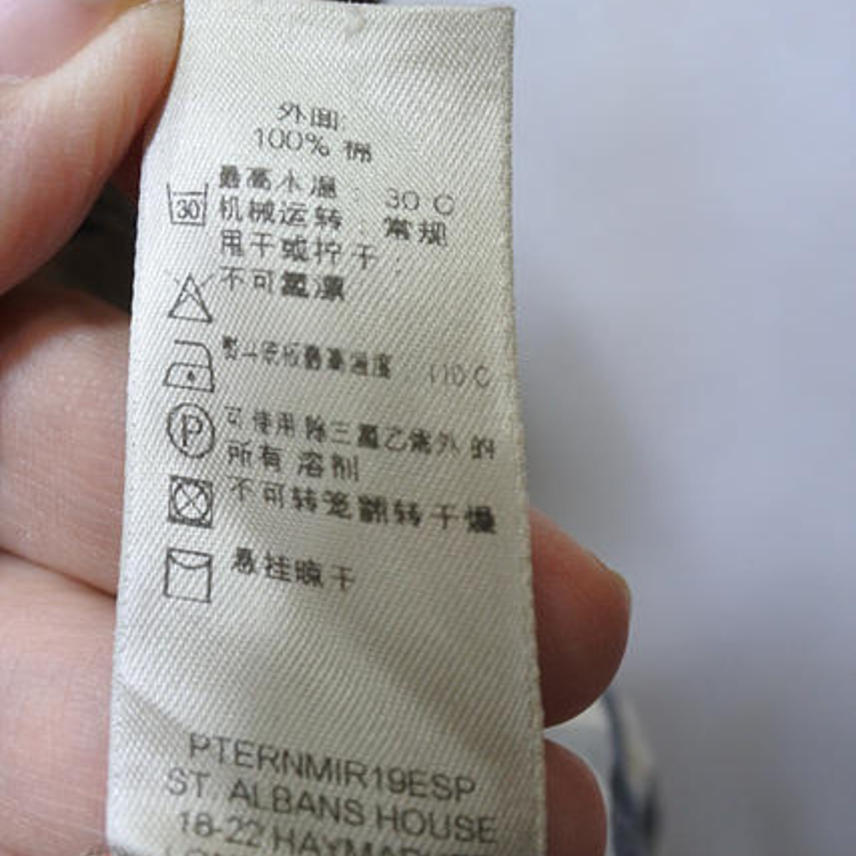 外面:
100% 棉
30
最高水温: 30 C
机械运转: 常规
甩干或拧干:
不可氯漂
熨斗底板最高温度: 110 C
P
可使用除三氯乙烯外的
所有溶剂
不可转笼翻转干燥
悬挂晾干
PTERNMIR19ESP
ST. ALBANS HOUSE
18-22